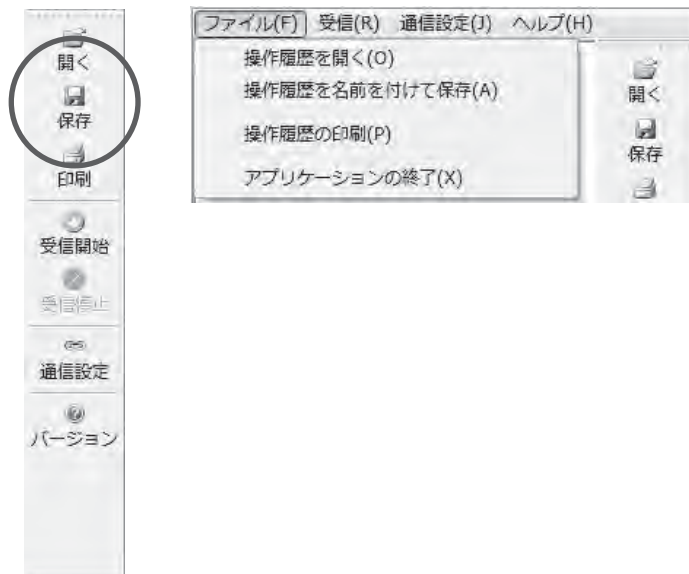 開く
保存
印刷
受信開始
受信停止
通信設定
バージョン
ファイル(F) 受信(R) 通信設定(J) ヘルプ(H)
操作履歴を開く(O)
操作履歴を名前を付けて保存(A)
操作履歴の印刷(P)
アプリケーションの終了(X)
開く
保存